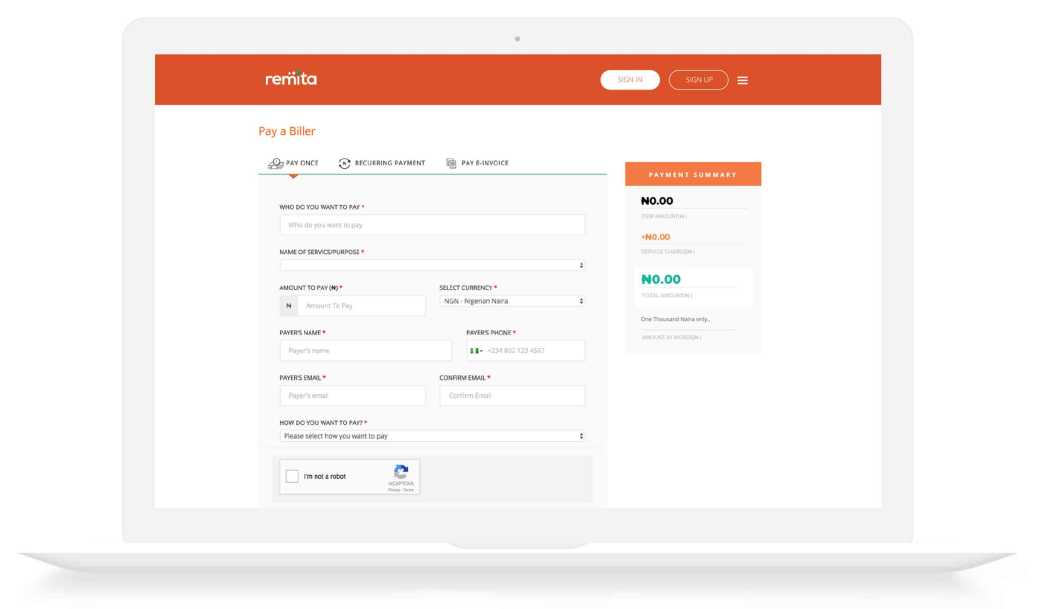 remita
SIGN IN
SIGN UP
Pay a Biller
PAY ONCE
RECURRING PAYMENT
PAY E-INVOICE
WHO DO YOU WANT TO PAY *
Who do you want to pay
NAME OF SERVICE/PURPOSE *
AMOUNT TO PAY (₦) *
SELECT CURRENCY *
₦
Amount To Pay
NGN - Nigerian Naira
PAYER'S NAME *
PAYER'S PHONE *
Payer's name
+234 802 123 4567
PAYER'S EMAIL *
CONFIRM EMAIL *
Payer's email
Confirm Email
HOW DO YOU WANT TO PAY? *
Please select how you want to pay
I'm not a robot
reCAPTCHA
Privacy - Terms
PAYMENT SUMMARY
₦0.00
ITEM AMOUNT(₦)
+₦0.00
SERVICE CHARGE(₦)
₦0.00
TOTAL AMOUNT(₦)
One Thousand Naira only..
AMOUNT IN WORDS(₦)